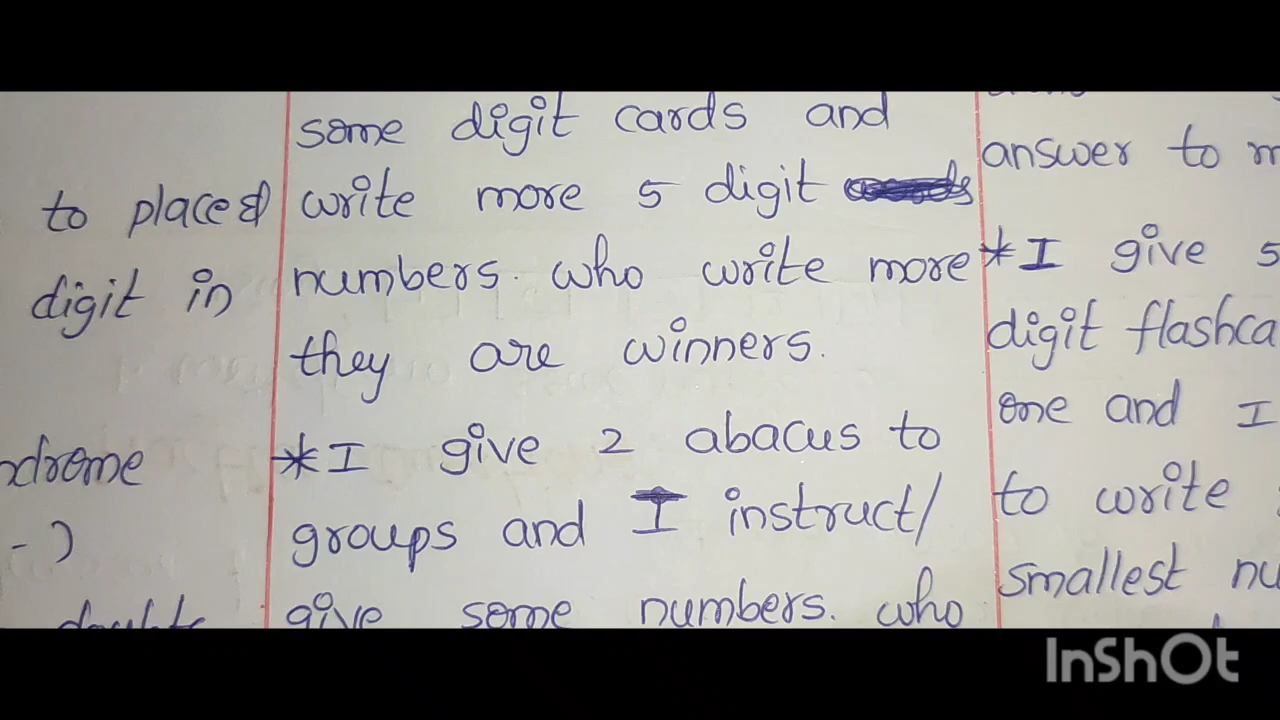 to place
digit in
drome
-)
some digit cards and
write more 5 digit
numbers. who write more
they are winners.
*I give 2 abacus to
groups and I instruct/
give some numbers. who
answer to
*I give 5
digit flashca
one and I
to write
smallest nu
InShOt